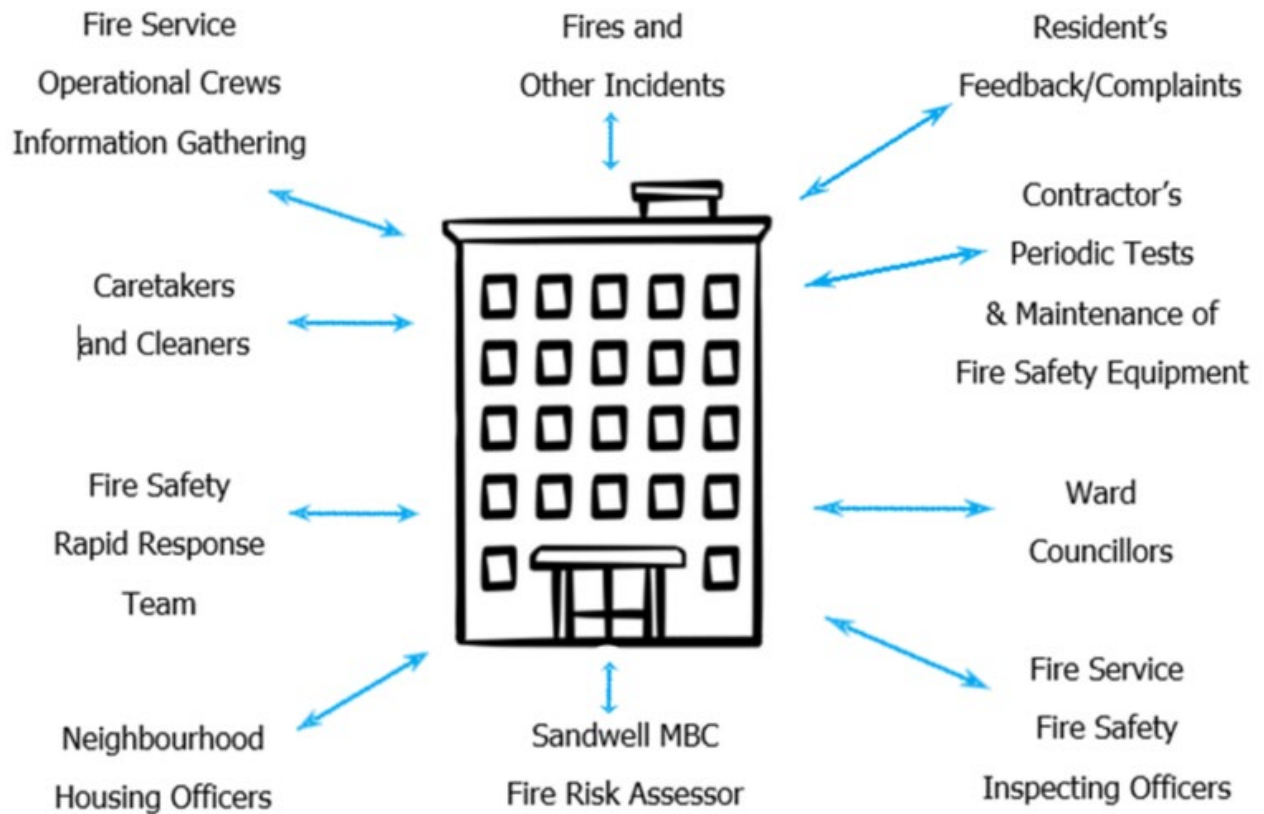 Fire Service
Operational Crews
Information Gathering
Fires and
Other Incidents
Resident's
Feedback/Complaints
Contractor's
Periodic Tests
& Maintenance of
Fire Safety Equipment
Caretakers
and Cleaners
Fire Safety
Rapid Response
Team
Ward
Councillors
Neighbourhood
Housing Officers
Sandwell MBC
Fire Risk Assessor
Fire Service
Fire Safety
Inspecting Officers